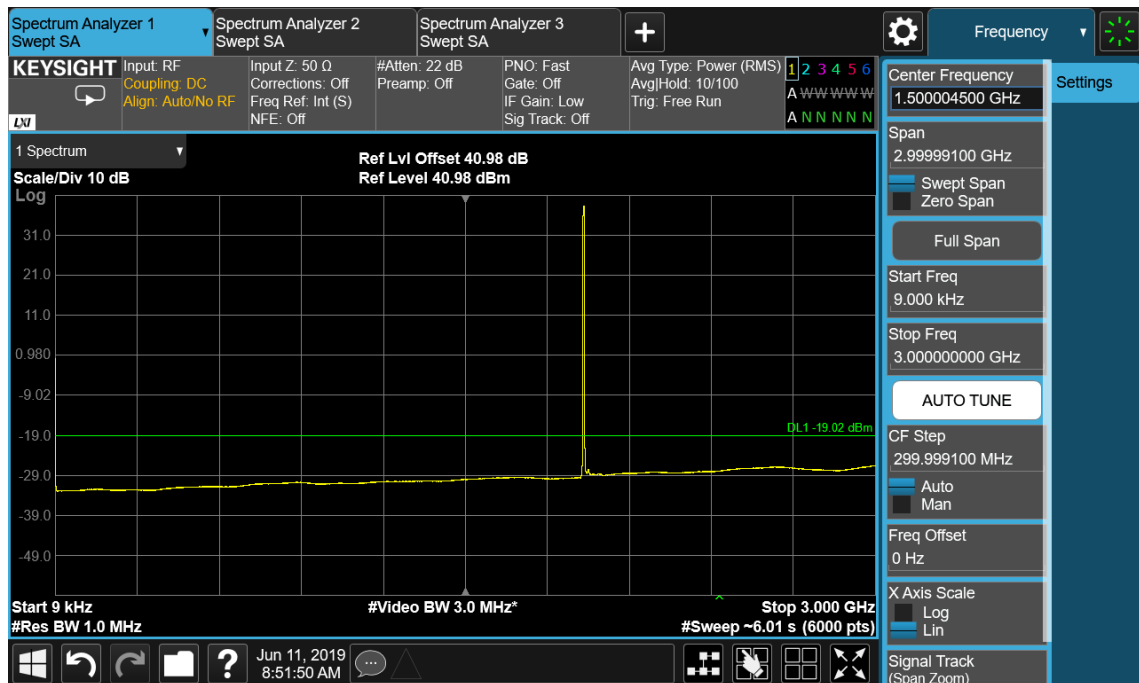 Spectrum Analyzer 1
Swept SA
Spectrum Analyzer 2
Swept SA
Spectrum Analyzer 3
Swept SA
+
Frequency
KEYSIGHT
LXI
Input: RF
Coupling: DC
Align: Auto/No RF
Input Z: 50 Ω
Corrections: Off
Freq Ref: Int (S)
NFE: Off
#Atten: 22 dB
Preamp: Off
PNO: Fast
Gate: Off
IF Gain: Low
Sig Track: Off
Avg Type: Power (RMS)
Avg|Hold: 10/100
Trig: Free Run
1 2 3 4 5 6
A W W W W W
A N N N N N
1 Spectrum
Scale/Div 10 dB
Log
Ref Lvl Offset 40.98 dB
Ref Level 40.98 dBm
31.0
21.0
11.0
0.980
-9.02
-19.0
-29.0
-39.0
-49.0
DL1 -19.02 dBm
Start 9 kHz
#Res BW 1.0 MHz
#Video BW 3.0 MHz*
Stop 3.000 GHz
#Sweep ~6.01 s (6000 pts)
Center Frequency
1.500004500 GHz
Span
2.99999100 GHz
Swept Span
Zero Span
Full Span
Start Freq
9.000 kHz
Stop Freq
3.000000000 GHz
AUTO TUNE
CF Step
299.999100 MHz
Auto
Man
Freq Offset
0 Hz
X Axis Scale
Log
Lin
Signal Track
(Span Zoom)
Settings
?
Jun 11, 2019
8:51:50 AM